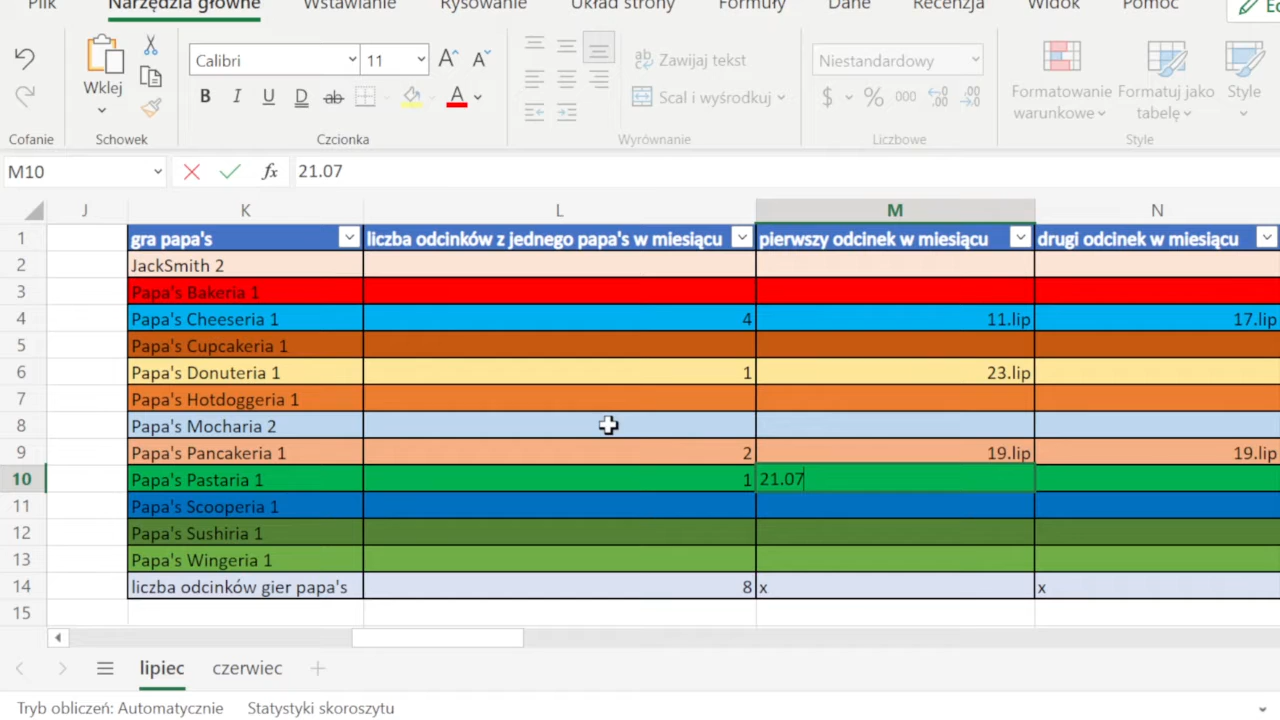 Plik Narzędzia główne Wstawianie Rysowanie Układ strony Formuły Dane Recenzja Widok Pomoc
Calibri 11
Wklej
B I U D ab
A
ab Zawijaj tekst
Scal i wyśrodkuj
Niestandardowy
$ % 000
Formatowanie warunkowe
Formatuj jako tabelę
Style
Cofanie Schowek Czcionka Wyrównanie Liczbowe Style
M10 fx 21.07
J K L M N
1 gra papa's liczba odcinków z jednego papa's w miesiącu pierwszy odcinek w miesiącu drugi odcinek w miesiącu
2 JackSmith 2
3 Papa's Bakeria 1
4 Papa's Cheeseria 1 4 11.lip 17.lip
5 Papa's Cupcakeria 1
6 Papa's Donuteria 1 1 23.lip
7 Papa's Hotdoggeria 1
8 Papa's Mocharia 2
9 Papa's Pancakeria 1 2 19.lip 19.lip
10 Papa's Pastaria 1 1 21.07
11 Papa's Scooperia 1
12 Papa's Sushiria 1
13 Papa's Wingeria 1
14 liczba odcinków gier papa's 8 x x
15
lipiec czerwiec
Tryb obliczeń: Automatycznie Statystyki skoroszytu